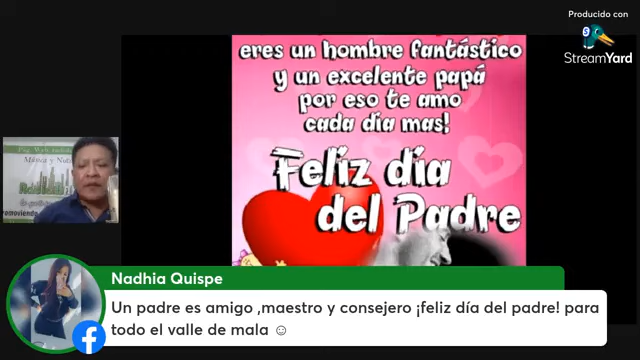 Producido con
StreamYard
eres un hombre fantástico
y un excelente papá
por eso te amo
cada día mas!
Feliz día
del Padre
Nadhia Quispe
Un padre es amigo ,maestro y consejero ¡feliz día del padre! para
todo el valle de mala ☺